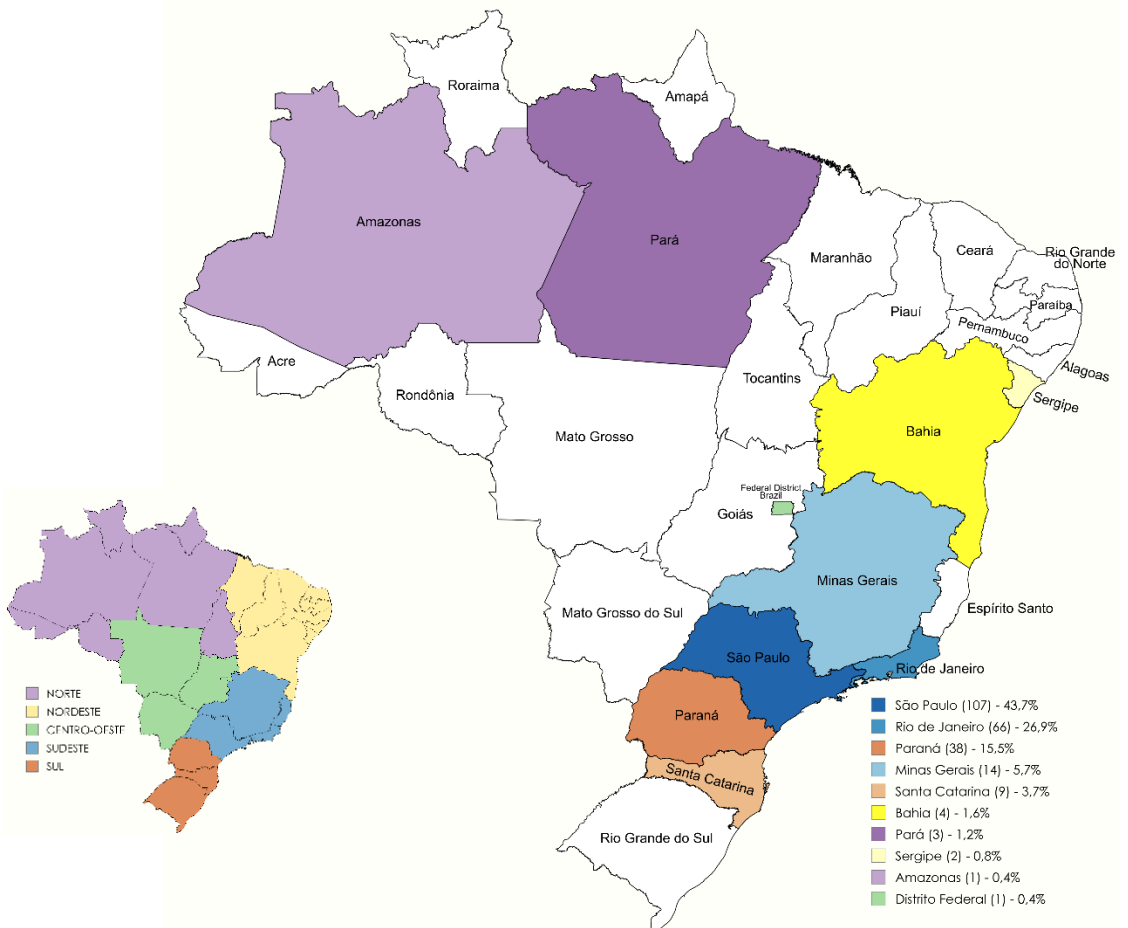 Roraima
Amapá
Amazonas
Pará
Maranhão
Ceará
Rio Grande
do Norte
Paraíba
Piauí
Pernambuco
Alagoas
Sergipe
Acre
Rondônia
Tocantins
Mato Grosso
Bahia
Federal District
Brazil
Goiás
Minas Gerais
Mato Grosso do Sul
Espírito Santo
São Paulo
Rio de Janeiro
Paraná
Santa Catarina
Rio Grande do Sul
NORTE
NORDESTE
CENTRO-OESTE
SUDESTE
SUL
São Paulo (107) - 43,7%
Rio de Janeiro (66) - 26,9%
Paraná (38) - 15,5%
Minas Gerais (14) - 5,7%
Santa Catarina (9) - 3,7%
Bahia (4) - 1,6%
Pará (3) - 1,2%
Sergipe (2) - 0,8%
Amazonas (1) - 0,4%
Distrito Federal (1) - 0,4%